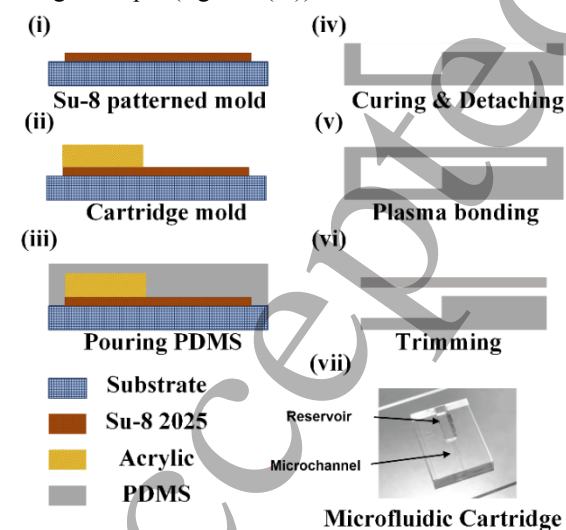 (i)
Su-8 patterned mold
(ii)
Cartridge mold
(iii)
Pouring PDMS
Substrate
Su-8 2025
Acrylic
PDMS
(iv)
Curing & Detaching
(v)
Plasma bonding
(vi)
Trimming
(vii)
Reservoir
Microchannel
Microfluidic Cartridge